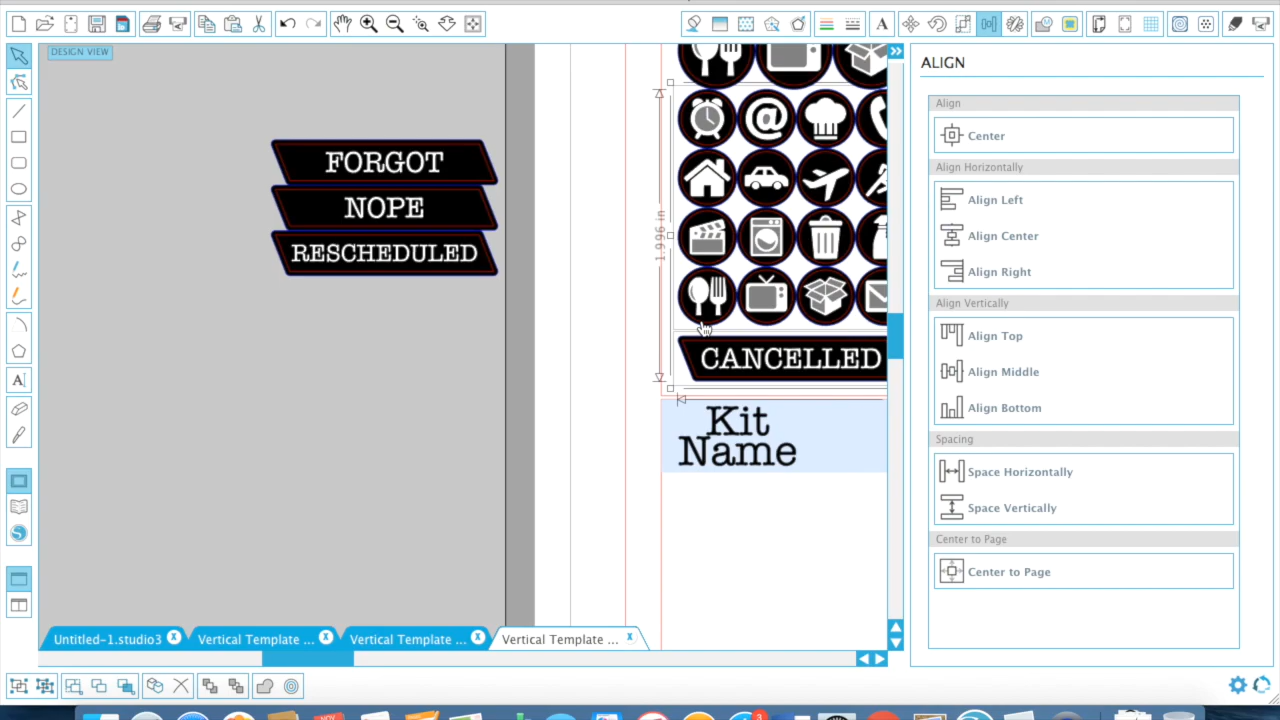 DESIGN VIEW
FORGOT
NOPE
RESCHEDULED
1.996 in
@
CANCELLED
Kit
Name
ALIGN
Align
Center
Align Horizontally
Align Left
Align Center
Align Right
Align Vertically
Align Top
Align Middle
Align Bottom
Spacing
Space Horizontally
Space Vertically
Center to Page
Center to Page
Untitled-1.studio3 x
Vertical Template ... x
Vertical Template ... x
Vertical Template ... x
NOV
3